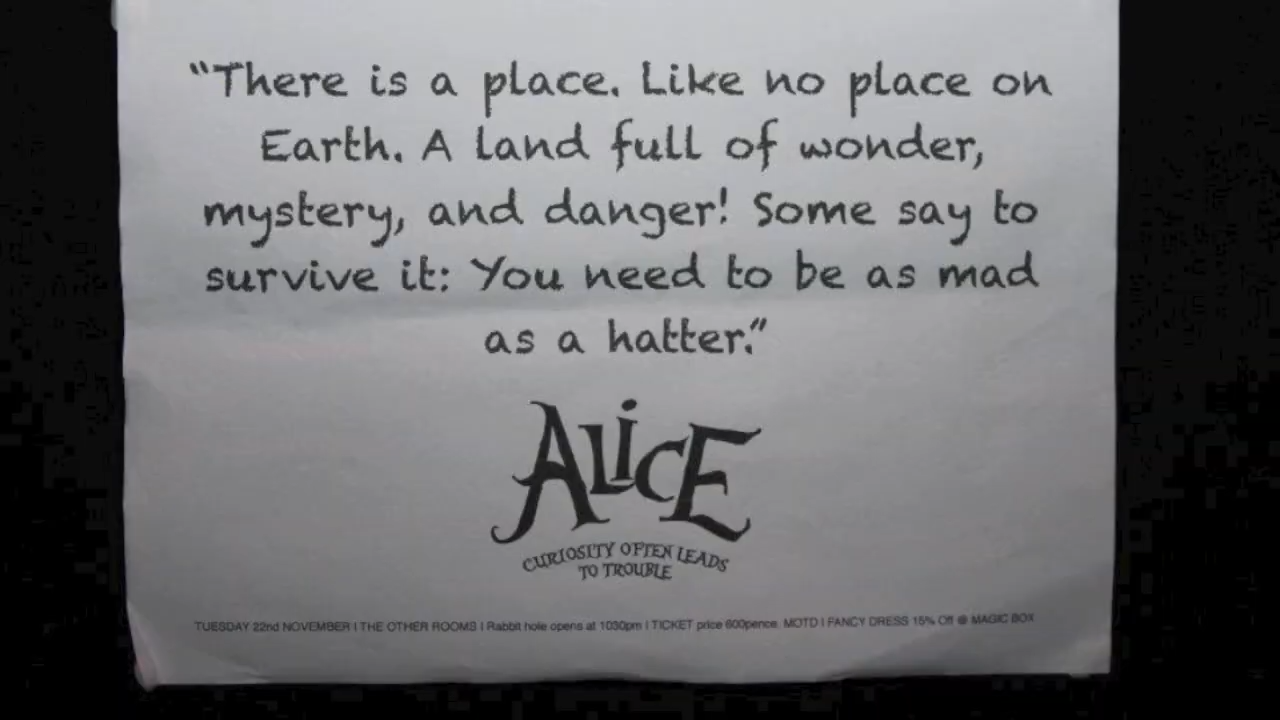 “There is a place. Like no place on
Earth. A land full of wonder,
mystery, and danger! Some say to
survive it: You need to be as mad
as a hatter.”
ALiCE
CURIOSITY OFTEN LEADS
TO TROUBLE
TUESDAY 22nd NOVEMBER I THE OTHER ROOMS I Rabbit hole opens at 1030pm I TICKET price 600pence. MOTD I FANCY DRESS 15% Off @ MAGIC BOX